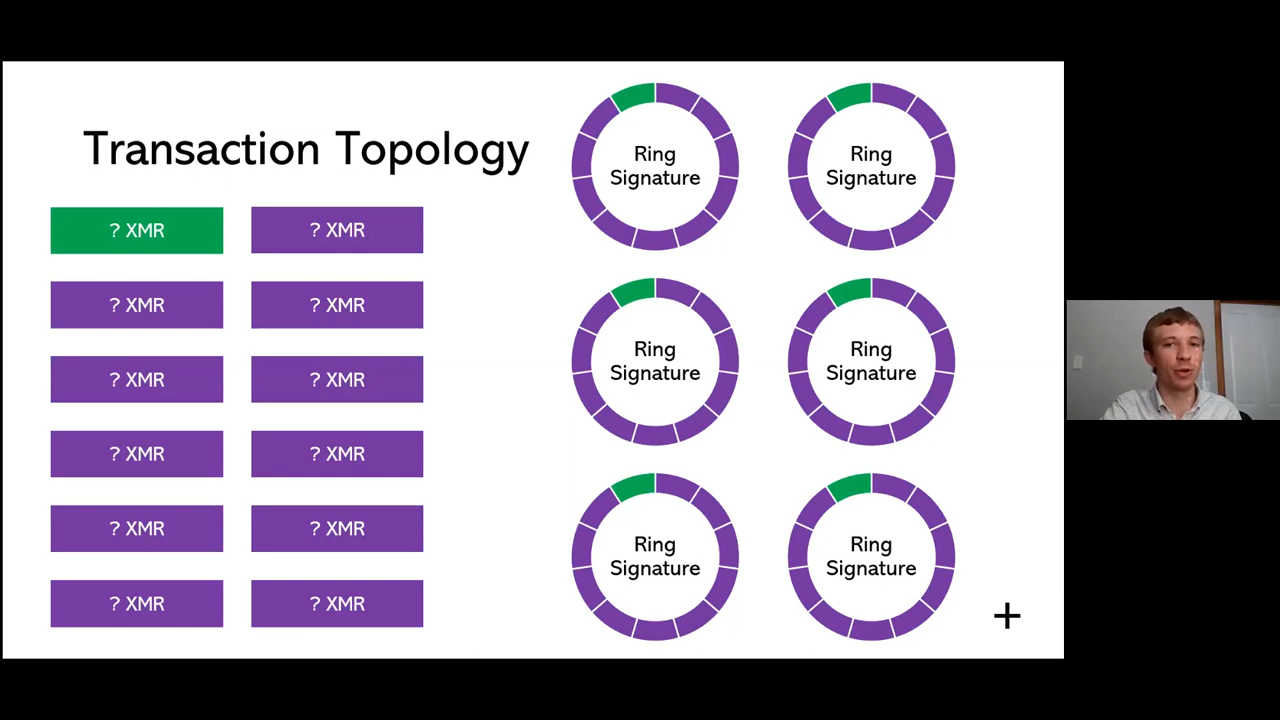 Transaction Topology
? XMR
? XMR
? XMR
? XMR
? XMR
? XMR
? XMR
? XMR
? XMR
? XMR
? XMR
? XMR
Ring
Signature
Ring
Signature
Ring
Signature
Ring
Signature
Ring
Signature
Ring
Signature
+